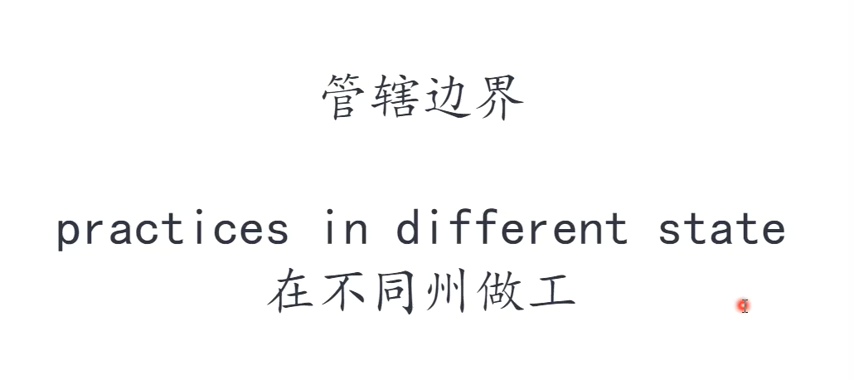 管辖边界
practices in different state
在不同州做工